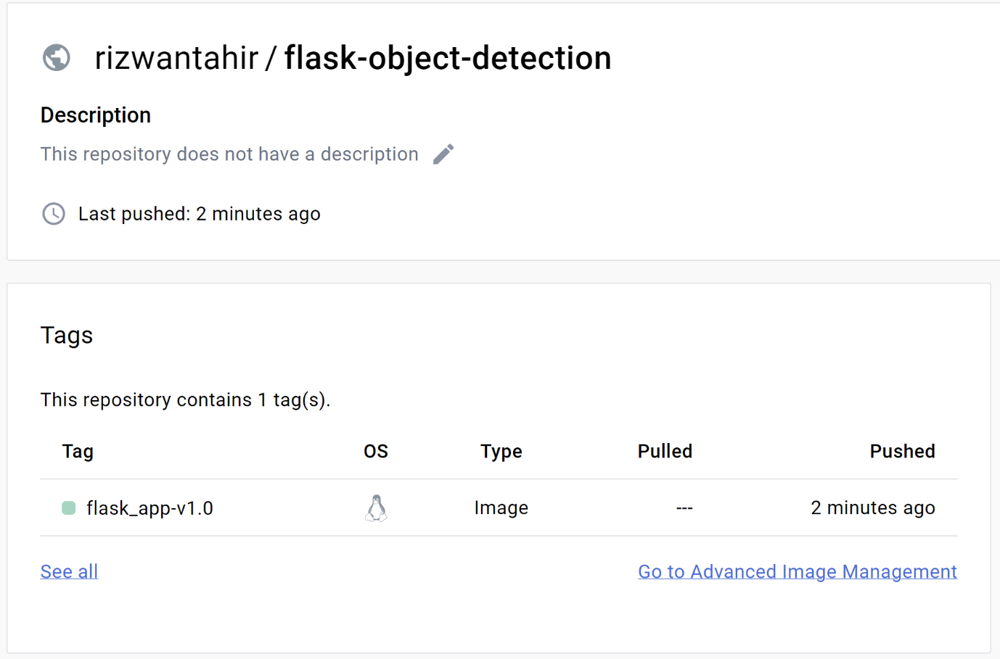 rizwantahir / flask-object-detection
Description
This repository does not have a description
Last pushed: 2 minutes ago
Tags
This repository contains 1 tag(s).
Tag OS Type Pulled Pushed
flask_app-v1.0 Image --- 2 minutes ago
See all Go to Advanced Image Management